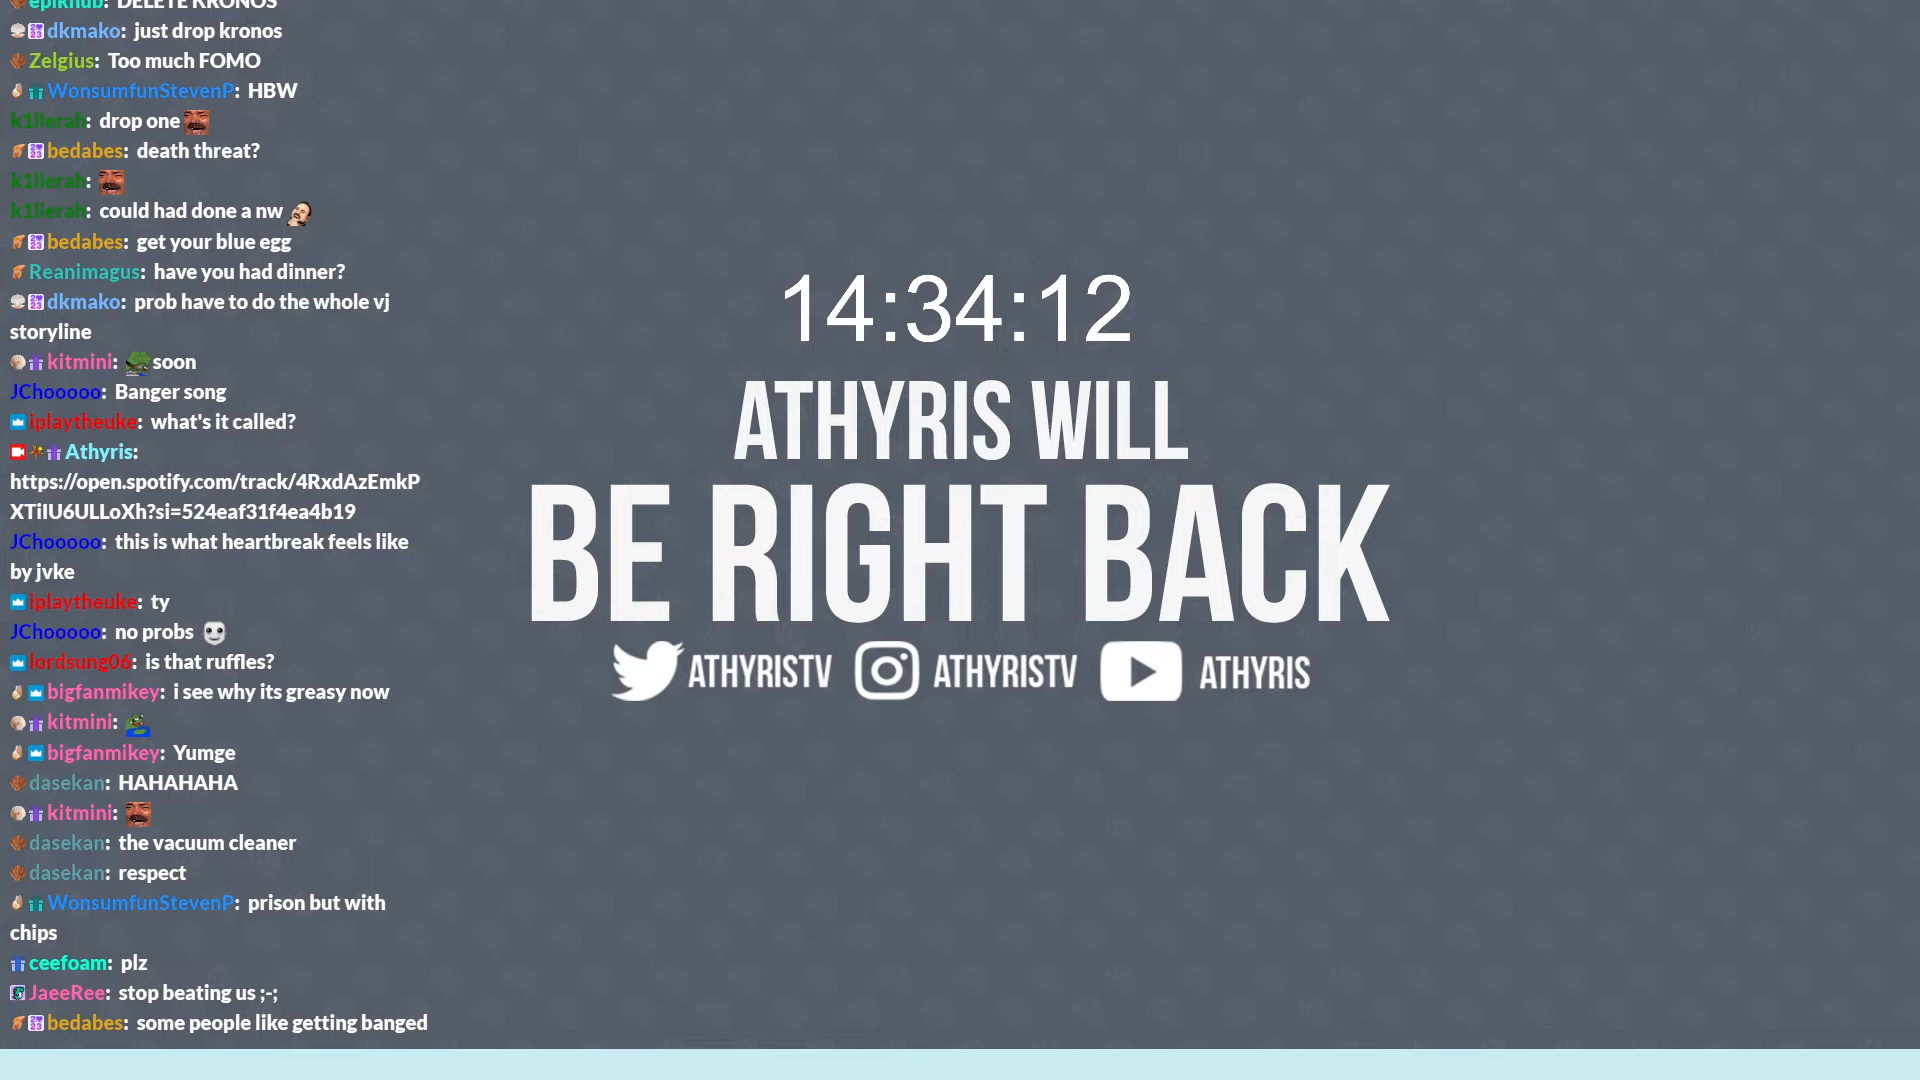 epikhub: DELETE KRONOS
dkmako: just drop kronos
Zelgius: Too much FOMO
WonsumfunStevenP: HBW
k1llerah: drop one
bedabes: death threat?
k1llerah:
k1llerah: could had done a nw
bedabes: get your blue egg
Reanimagus: have you had dinner?
dkmako: prob have to do the whole vj
storyline
kitmini: soon
JChooooo: Banger song
iplaytheuke: what's it called?
Athyris:
https://open.spotify.com/track/4RxdAzEmkP
XTiIU6ULLoXh?si=524eaf31f4ea4b19
JChooooo: this is what heartbreak feels like
by jvke
iplaytheuke: ty
JChooooo: no probs
lordsung06: is that ruffles?
bigfanmikey: i see why its greasy now
kitmini:
bigfanmikey: Yumge
dasekan: HAHAHAHA
kitmini:
dasekan: the vacuum cleaner
dasekan: respect
WonsumfunStevenP: prison but with
chips
ceefoam: plz
JaeeRee: stop beating us ;-;
bedabes: some people like getting banged
14:34:12
ATHYRIS WILL
BE RIGHT BACK
ATHYRISTV ATHYRISTV ATHYRIS